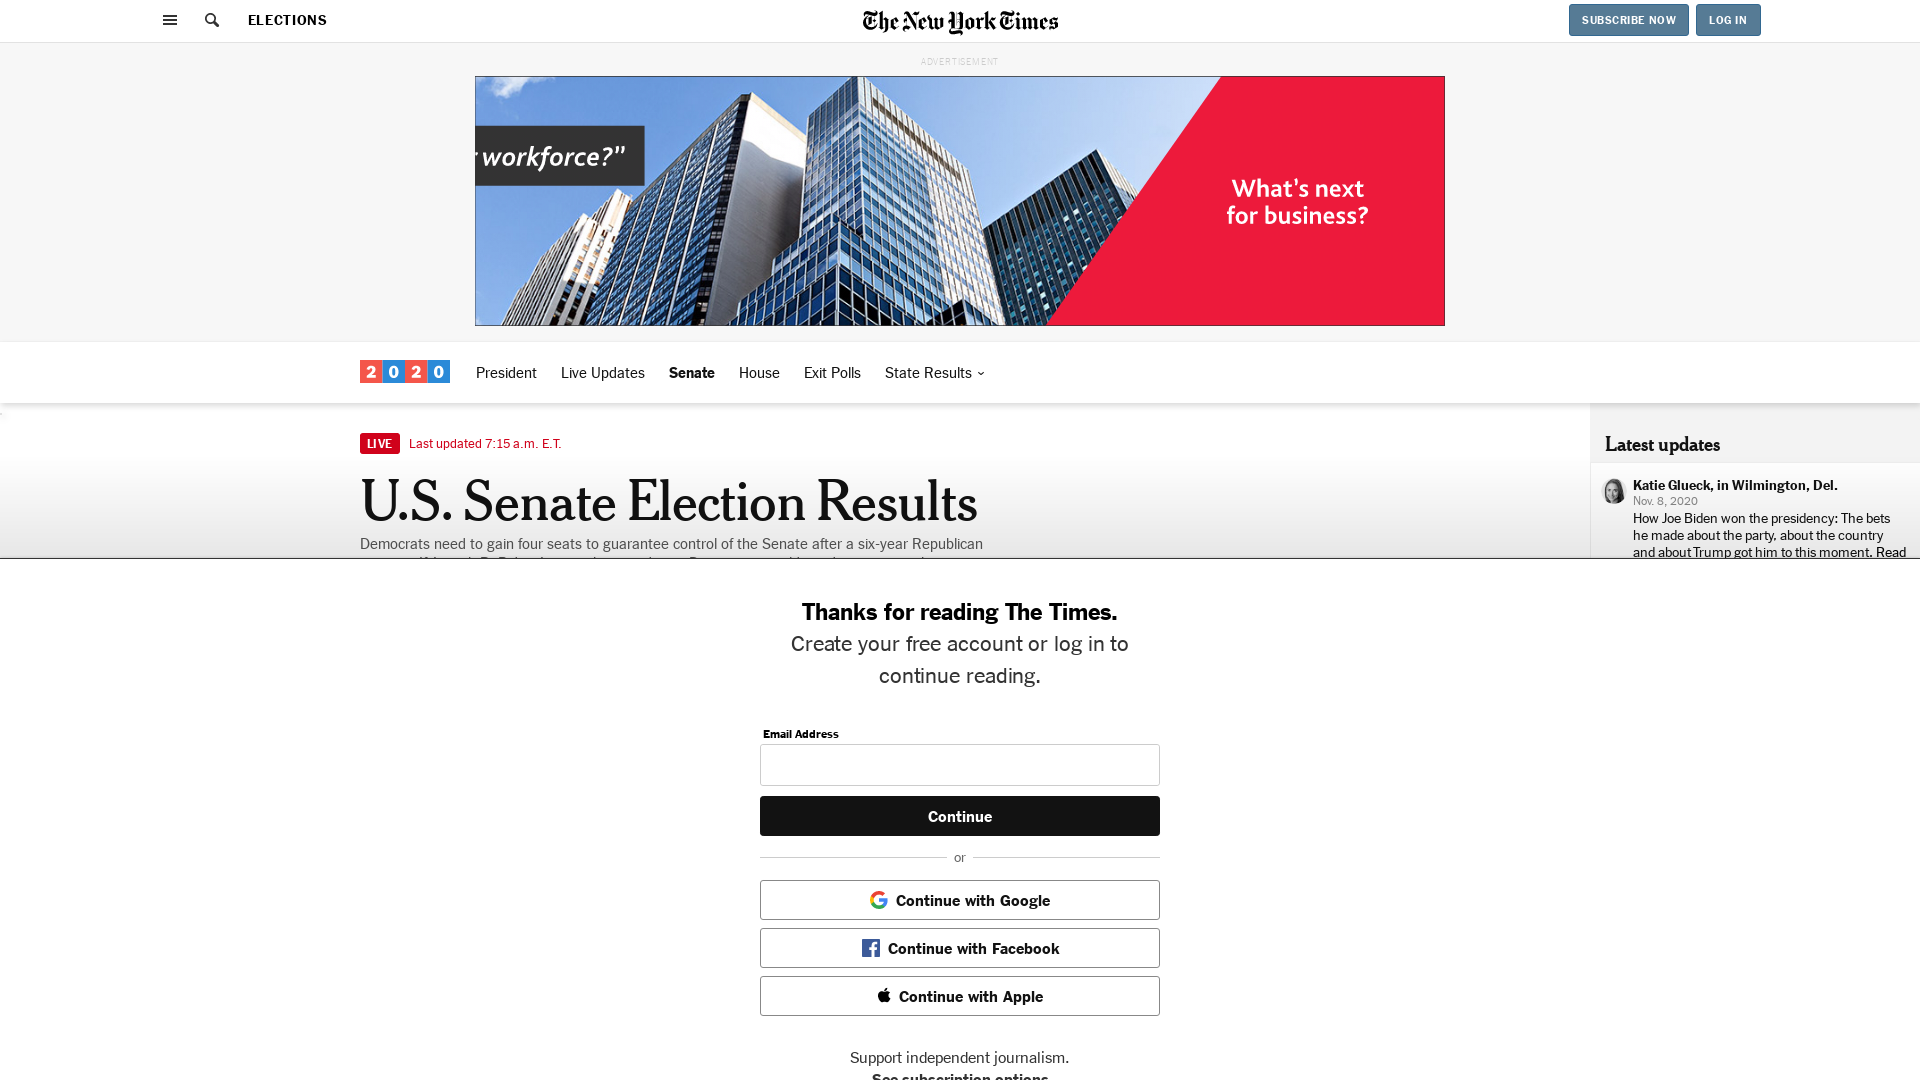 ELECTIONS
The New York Times
SUBSCRIBE NOW
LOG IN
ADVERTISEMENT
workforce?”
What’s next
for business?
2020
President
Live Updates
Senate
House
Exit Polls
State Results
LIVE
Last updated 7:15 a.m. E.T.
U.S. Senate Election Results
Democrats need to gain four seats to guarantee control of the Senate after a six-year Republican
Latest updates
Katie Glueck, in Wilmington, Del.
Nov. 8, 2020
How Joe Biden won the presidency: The bets
he made about the party, about the country
and about Trump got him to this moment. Read
Thanks for reading The Times.
Create your free account or log in to
continue reading.
Email Address
Continue
or
Continue with Google
Continue with Facebook
Continue with Apple
Support independent journalism.
See subscription options